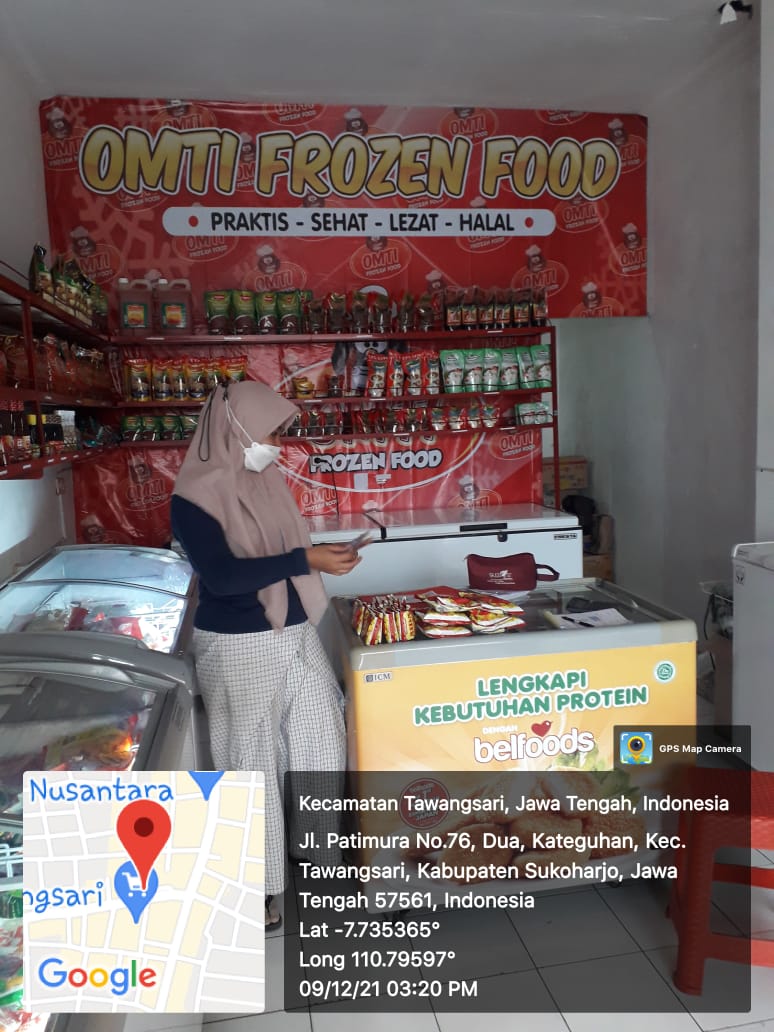 OMTI FROZEN FOOD
PRAKTIS - SEHAT - LEZAT - HALAL
FROZEN FOOD
OMTI
ICM
LENGKAPI
KEBUTUHAN PROTEIN
DENGAN
belfoods
GPS Map Camera
Nusantara
ngsari
Google
Kecamatan Tawangsari, Jawa Tengah, Indonesia
Jl. Patimura No.76, Dua, Kateguhan, Kec.
Tawangsari, Kabupaten Sukoharjo, Jawa
Tengah 57561, Indonesia
Lat -7.735365°
Long 110.79597°
09/12/21 03:20 PM